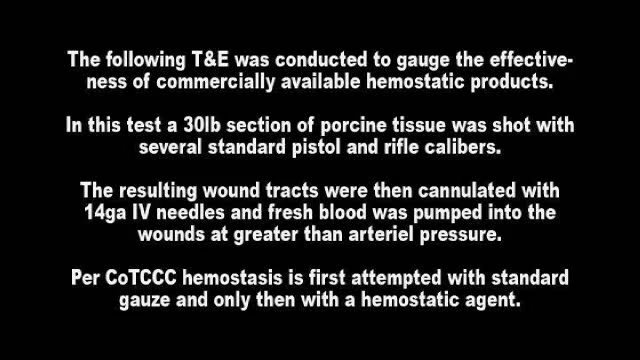 The following T&E was conducted to gauge the effective-
ness of commercially available hemostatic products.
In this test a 30lb section of porcine tissue was shot with
several standard pistol and rifle calibers.
The resulting wound tracts were then cannulated with
14ga IV needles and fresh blood was pumped into the
wounds at greater than arteriel pressure.
Per CoTCCC hemostasis is first attempted with standard
gauze and only then with a hemostatic agent.